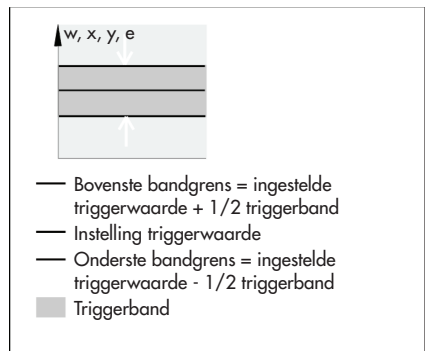 w, x, y, e
Bovenste bandgrens = ingestelde
triggerwaarde + 1/2 triggerband
Instelling triggerwaarde
Onderste bandgrens = ingestelde
triggerwaarde - 1/2 triggerband
Triggerband